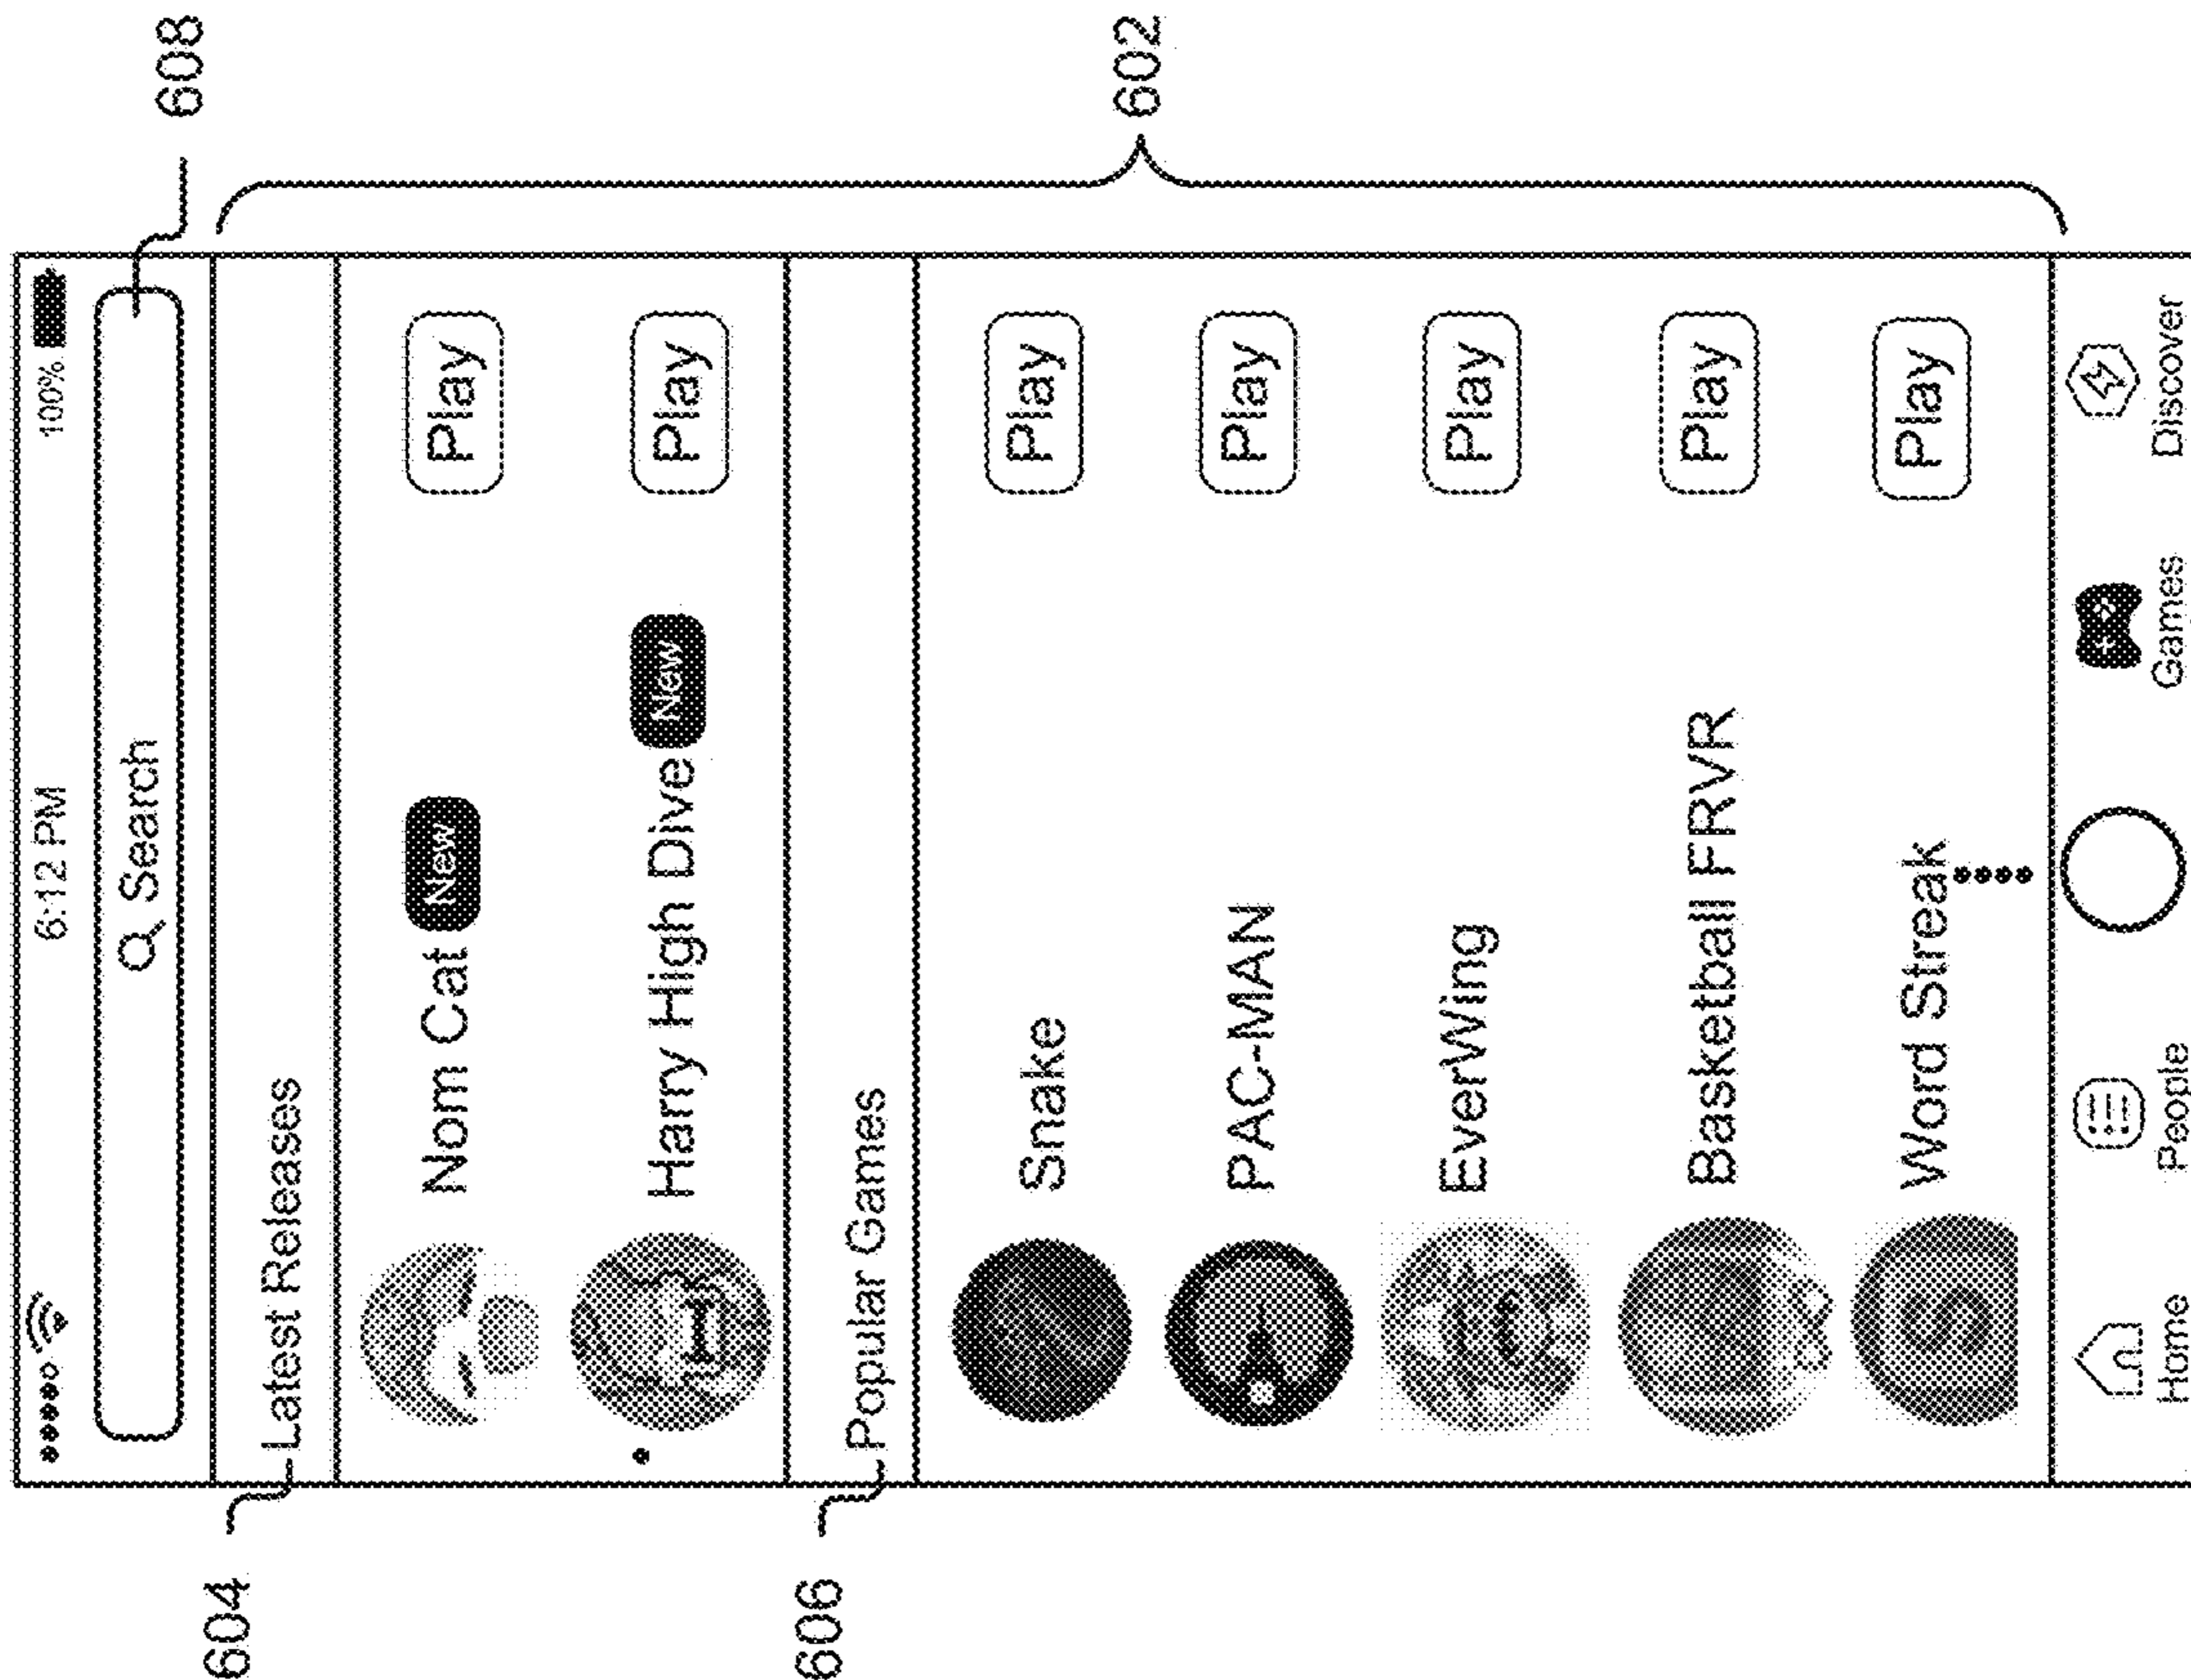 608
6:12 PM 100%
Search
604
Latest Releases
Nom Cat New Play
Harry High Dive New Play
602
606
Popular Games
Snake Play
PAC-MAN Play
EverWing Play
Basketball FRVR Play
S Word Streak Play
Home People Games Discover